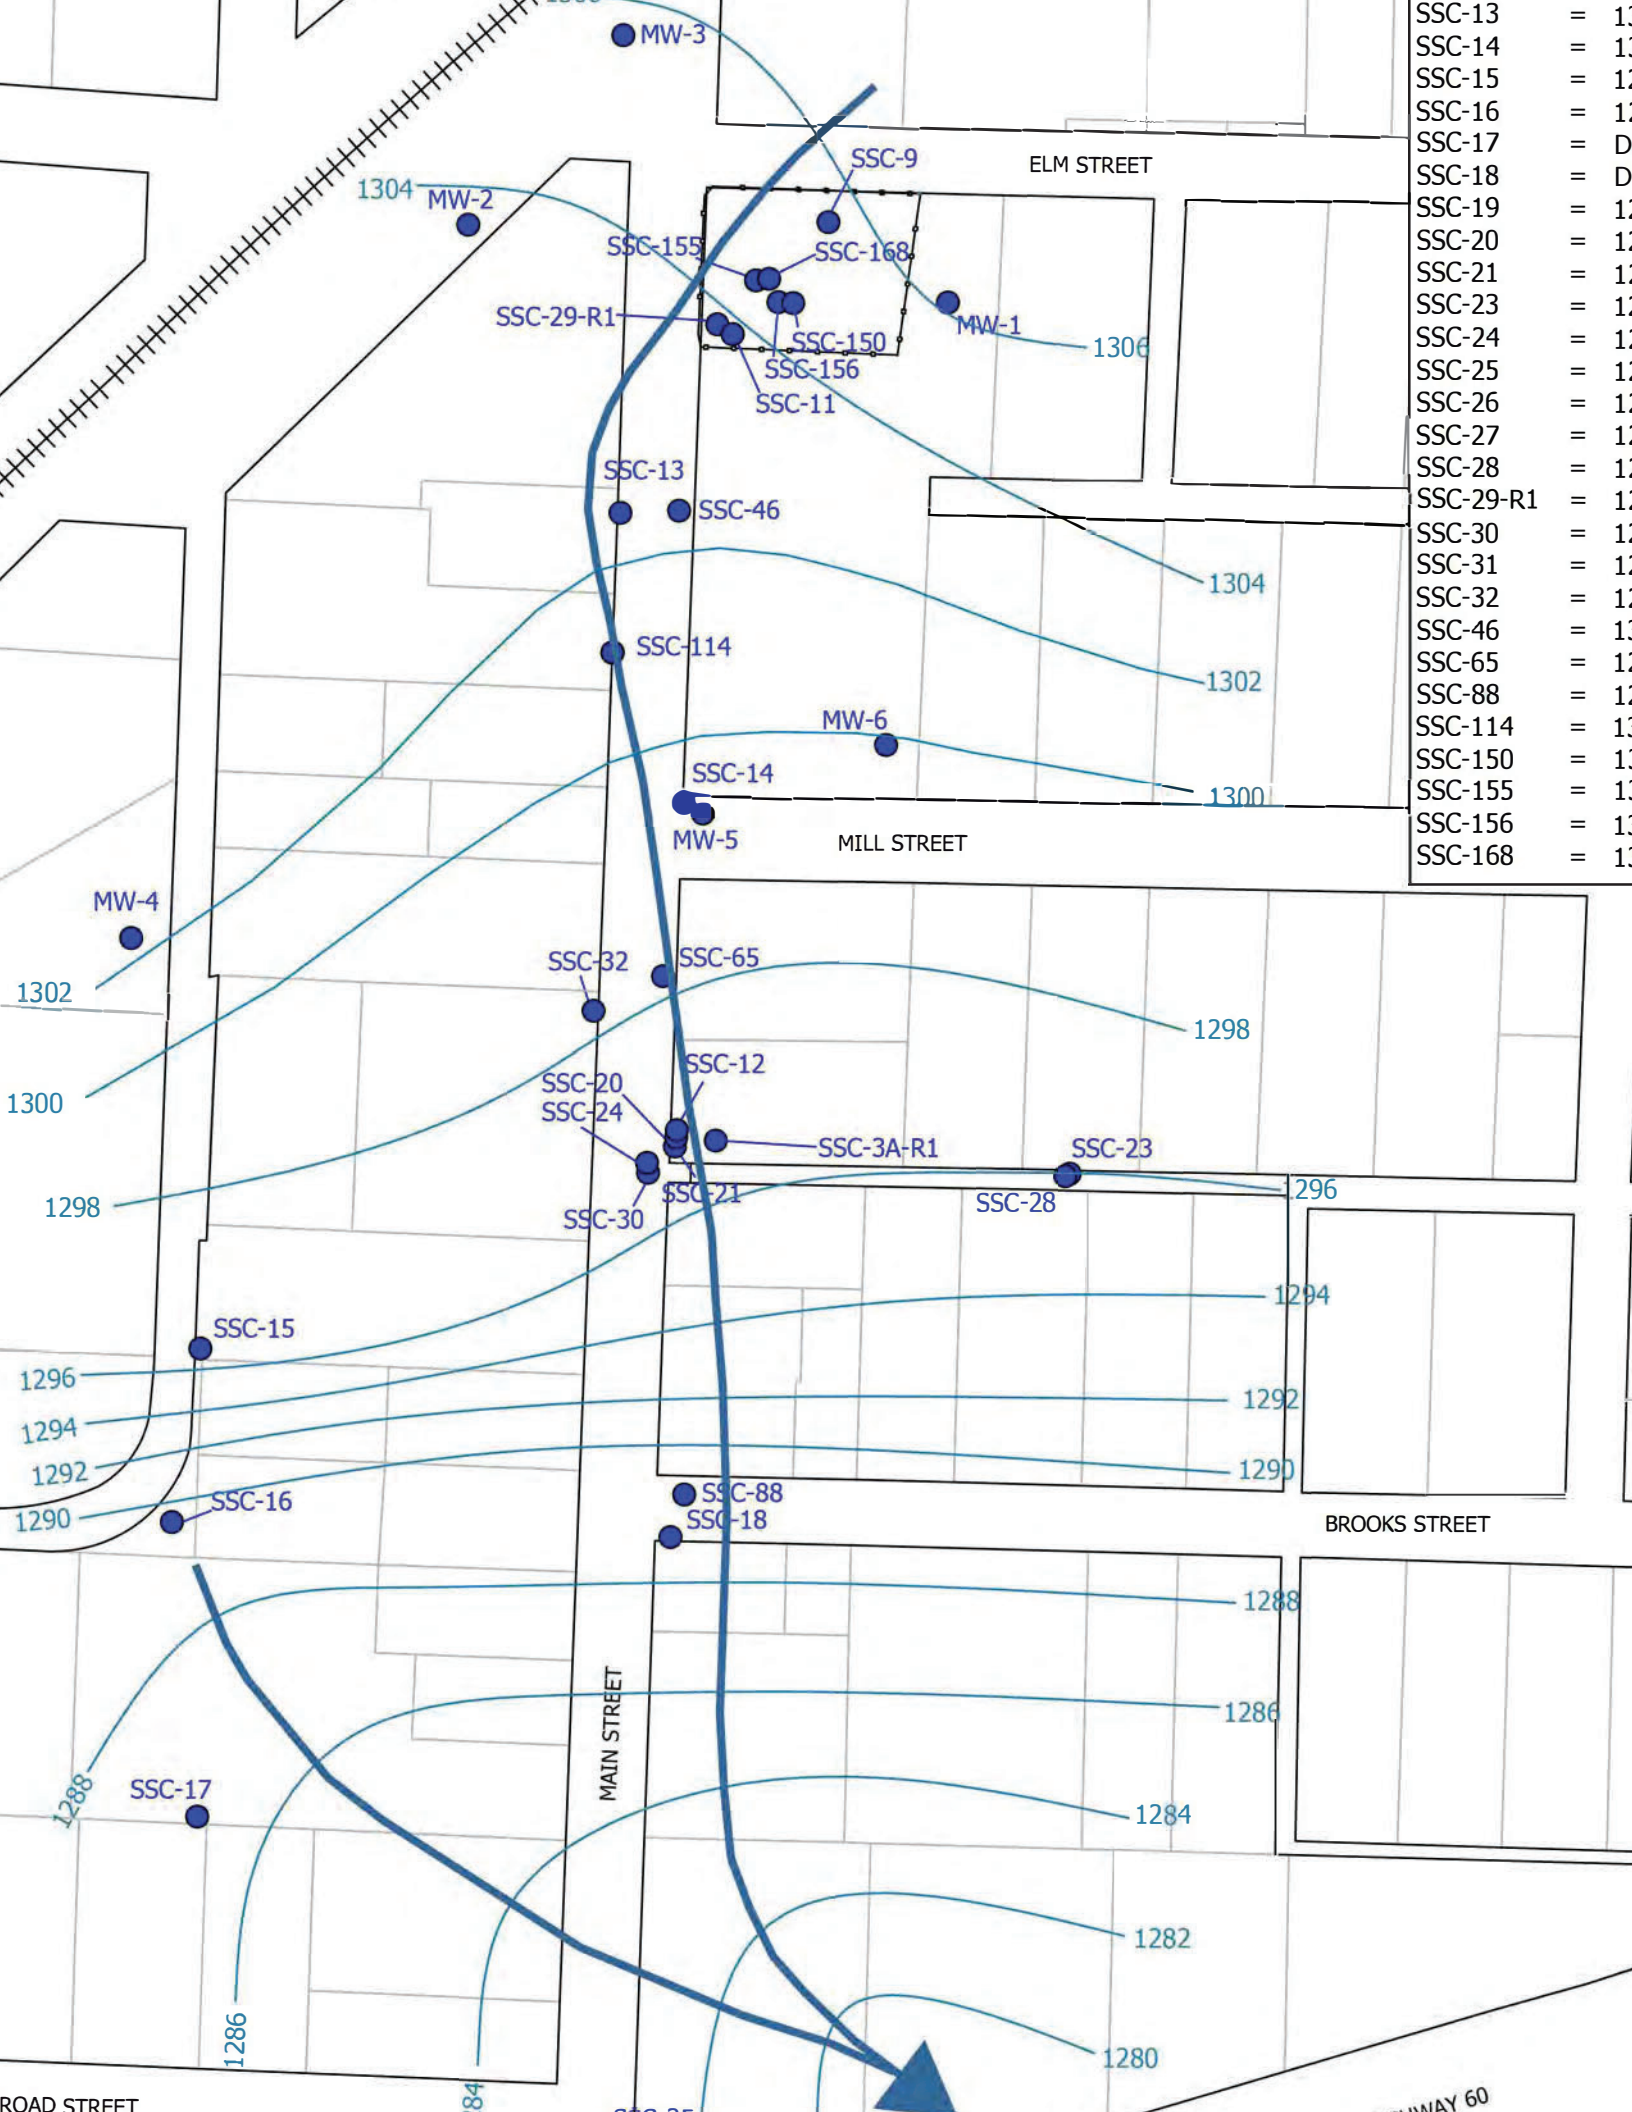 SSC-13 =
SSC-14 =
SSC-15 =
SSC-16 =
SSC-17 = D
SSC-18 = D
SSC-19 =
SSC-20 =
SSC-21 =
SSC-23 =
SSC-24 =
SSC-25 =
SSC-26 =
SSC-27 =
SSC-28 =
SSC-29-R1 =
SSC-30 =
SSC-31 =
SSC-32 =
SSC-46 =
SSC-65 =
SSC-88 =
SSC-114 =
SSC-150 =
SSC-155 =
SSC-156 =
SSC-168 =
MW-3
SSC-9
ELM STREET
1304
MW-2
SSC-155
SSC-168
SSC-29-R1
MW-1
SSC-150
1306
SSC-156
SSC-11
SSC-13
SSC-46
1304
SSC-114
1302
MW-6
SSC-14
1300
MW-5
MILL STREET
MW-4
SSC-32
SSC-65
1302
1298
SSC-12
SSC-20
1300
SSC-24
SSC-3A-R1
SSC-23
SSC-21
296
1298
SSC-28
SSC-30
1294
SSC-15
1296
1292
1294
1292
1290
SSC-88
SSC-16
1290
SSC-18
BROOKS STREET
1288
MAIN STREET
1286
1288
SSC-17
1284
1282
1286
1280
84
ROAD STREET
HWAY 60